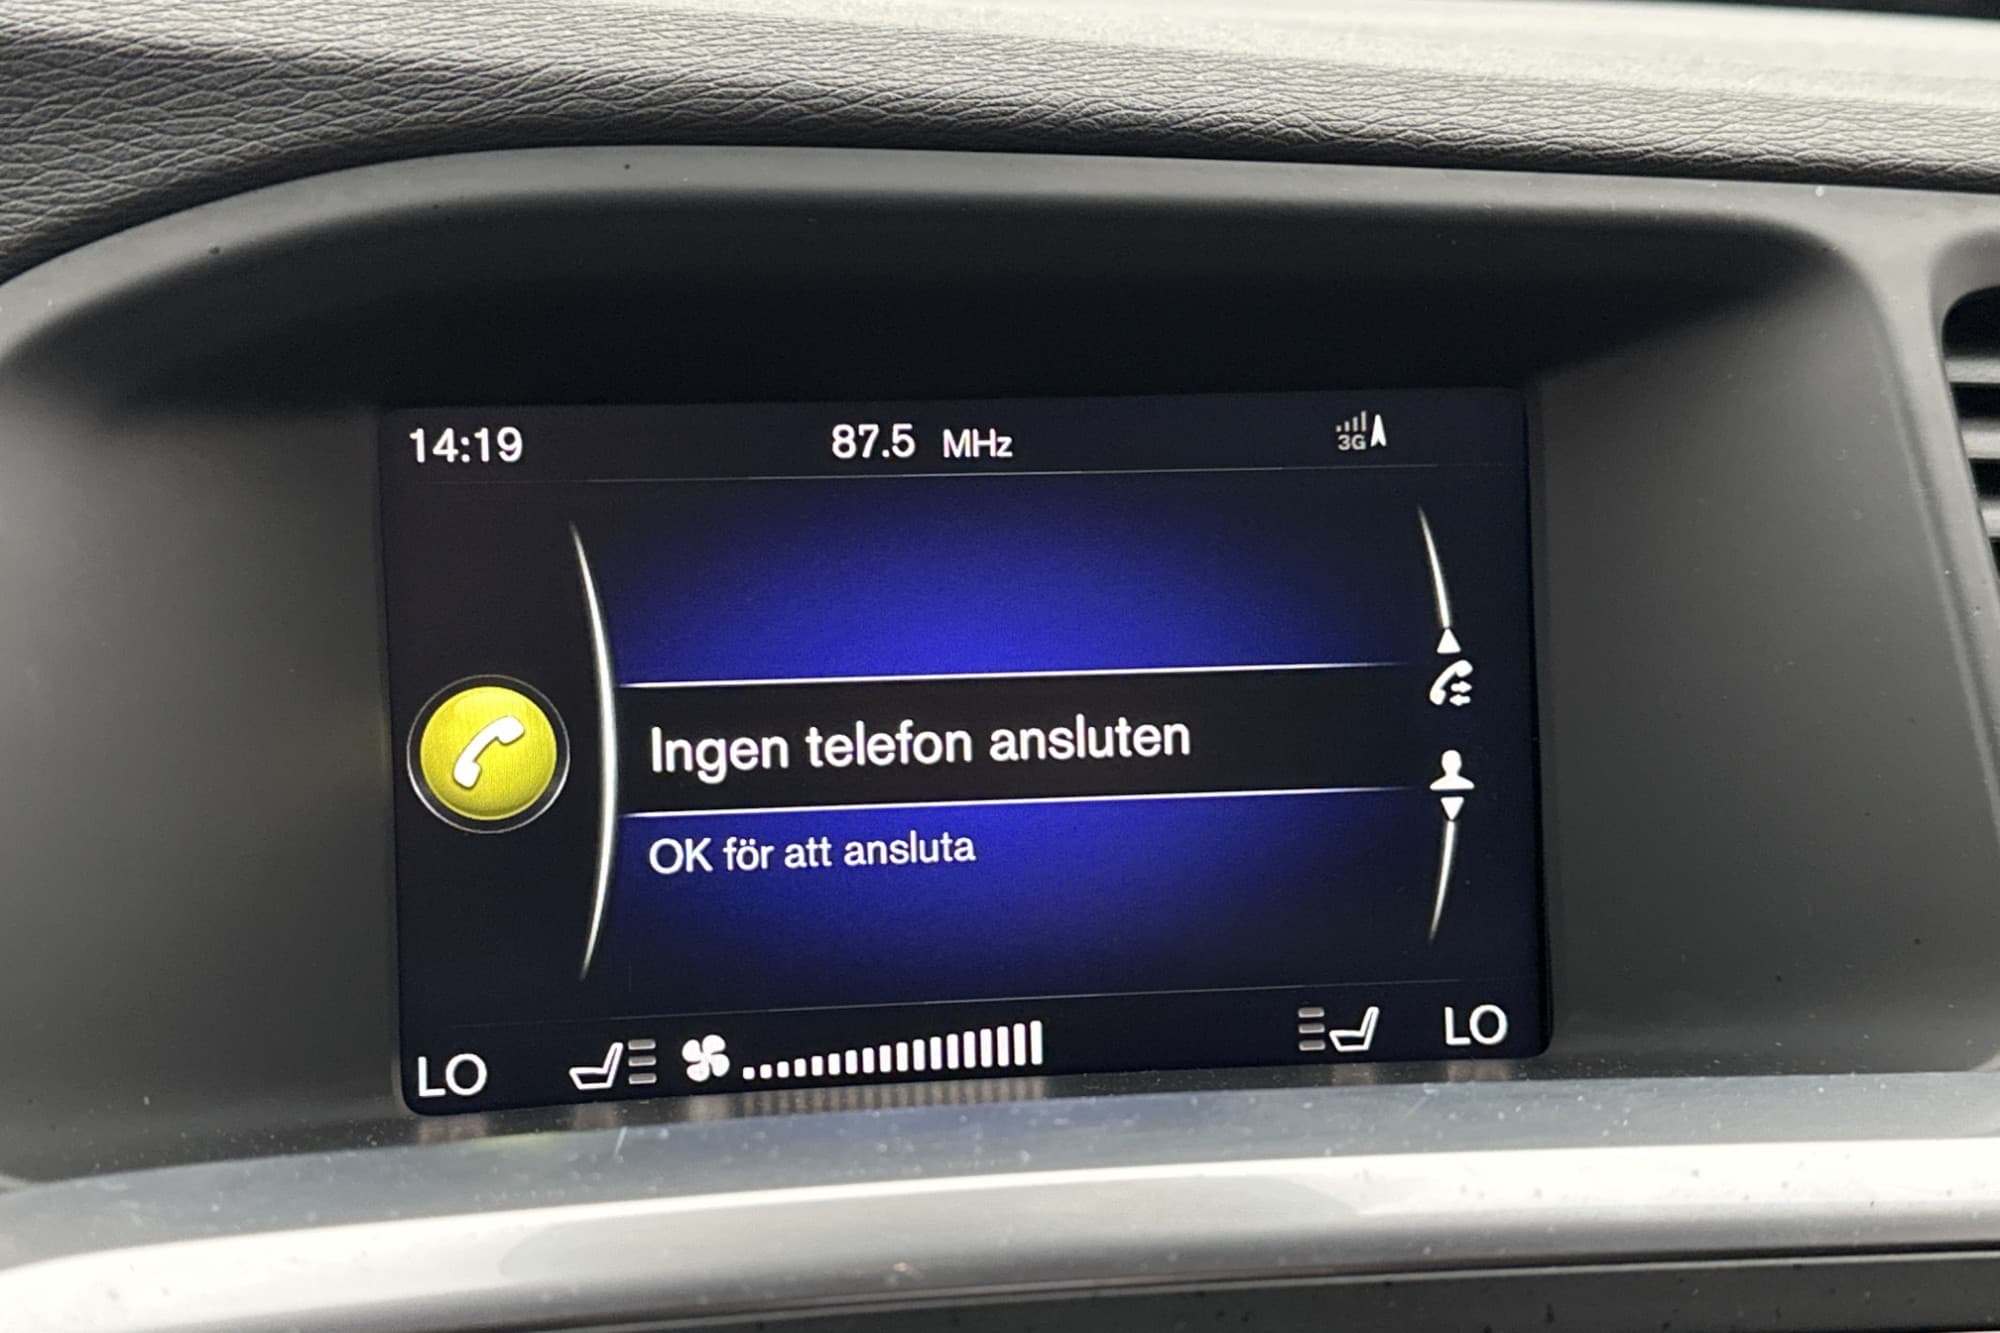 14:19 87.5 MHz 3G
Ingen telefon ansluten
OK för att ansluta
LO LO